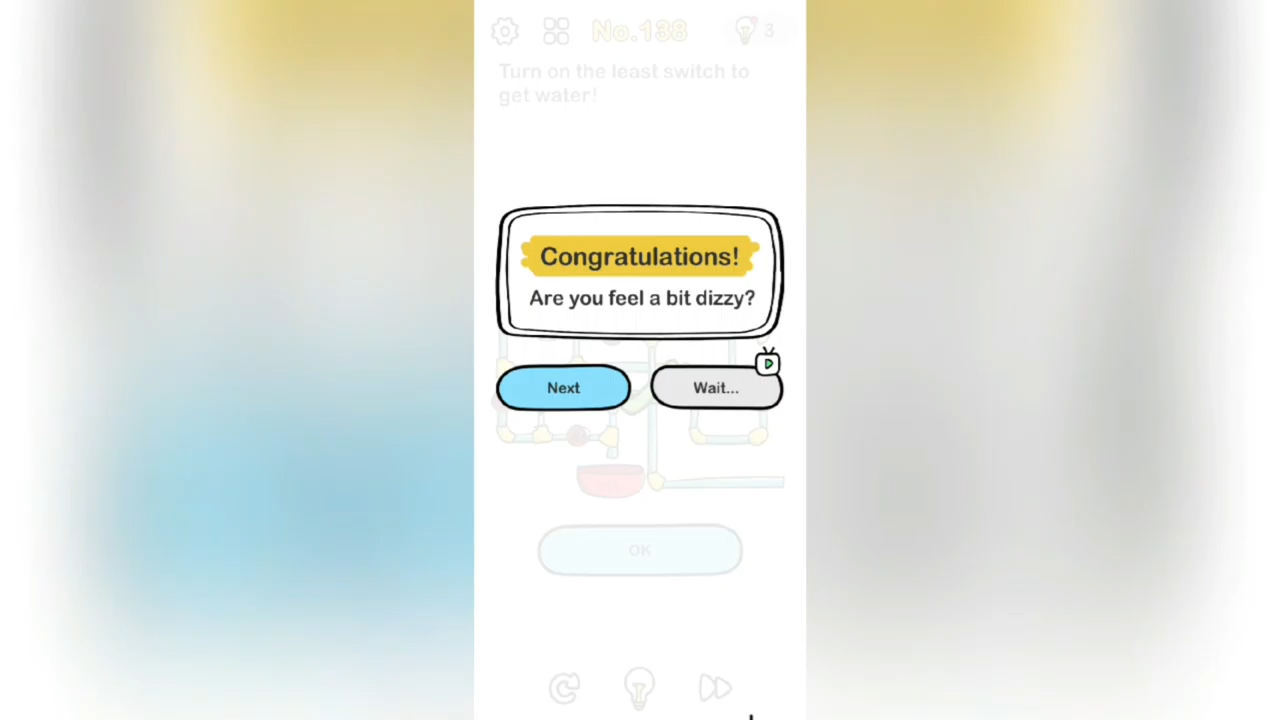 No.138
3
Turn on the least switch to
get water!
Congratulations!
Are you feel a bit dizzy?
Next
Wait...
OK